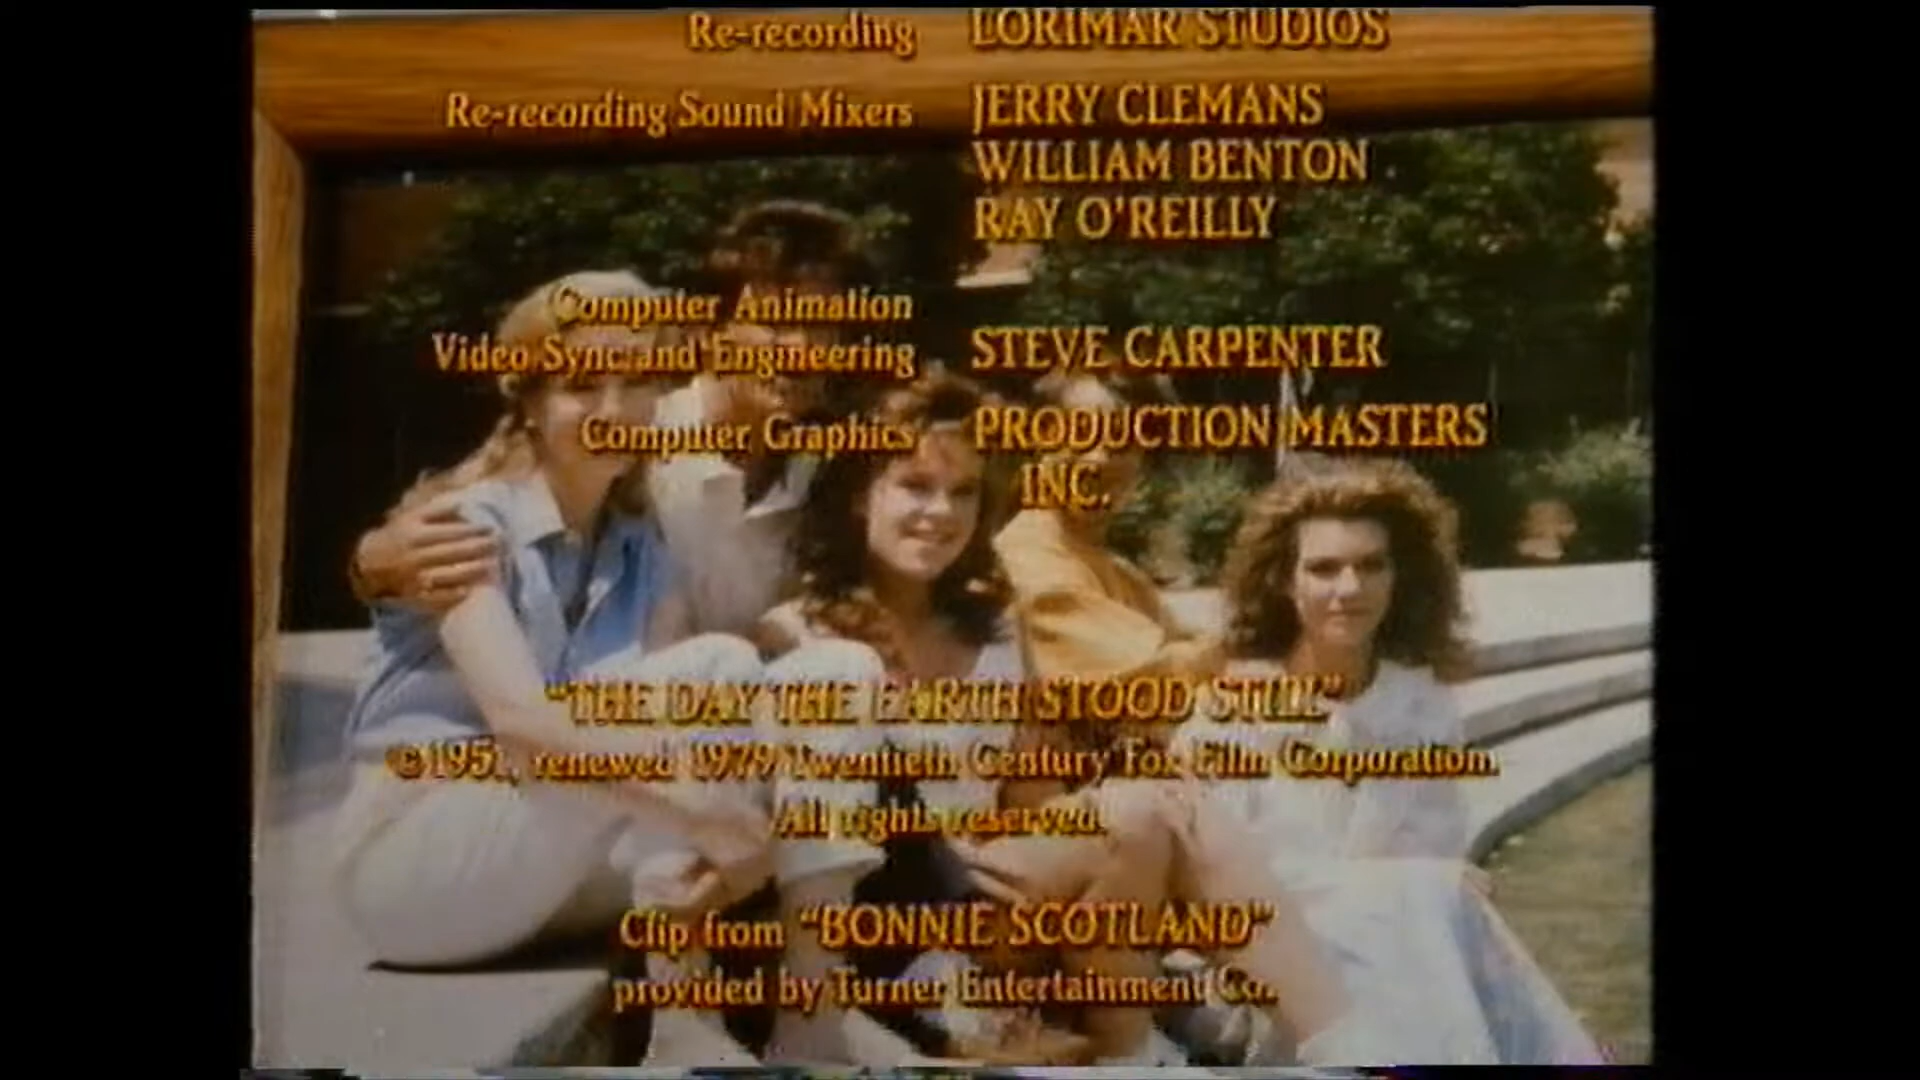 Re-recording LORIMAR STUDIOS
Re-recording Sound Mixers JERRY CLEMANS
WILLIAM BENTON
RAY O'REILLY
Computer Animation
Video Sync and Engineering STEVE CARPENTER
Computer Graphics PRODUCTION MASTERS
INC.
"THE DAY THE EARTH STOOD STILL"
©1951, renewed 1979 Twentieth Century Fox Film Corporation.
All rights reserved.
Clip from "BONNIE SCOTLAND"
provided by Turner Entertainment Co.